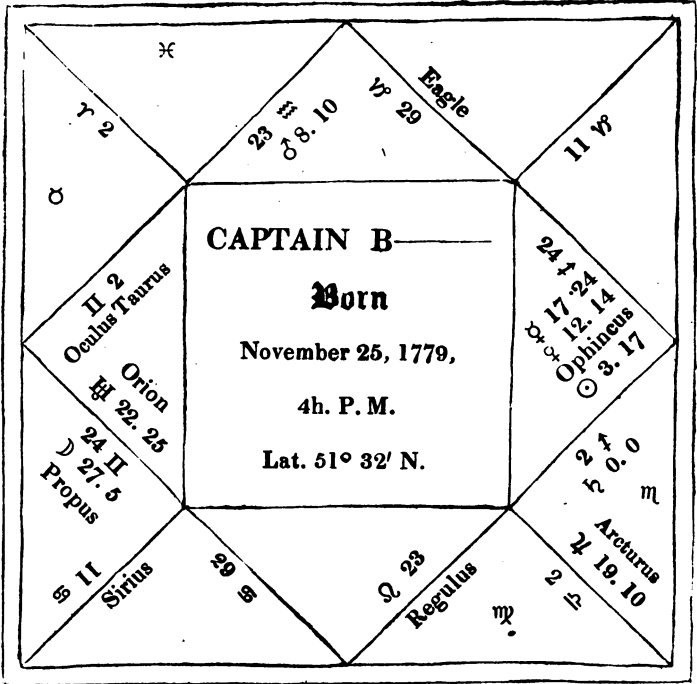 ♓
♈ 2
♉
23 ♒
♂ 8. 10
♑ 29
Eagle
11 ♑
CAPTAIN B———
Born
November 25, 1779,
4h. P. M.
Lat. 51° 32′ N.
♊ 2
Oculus Taurus
Orion
♅ 22. 25
24 ♊
☽ 27. 5
Propus
24 ♐
☿ 17 · 24
♀ 12. 14
Ophincus
☉ 3. 17
2 ♐
♄ 0. 0
♏
Arcturus
♃ 19. 10
2 ♎
♋ 11
Sirius
29 ♋
♌ 23
Regulus
♍